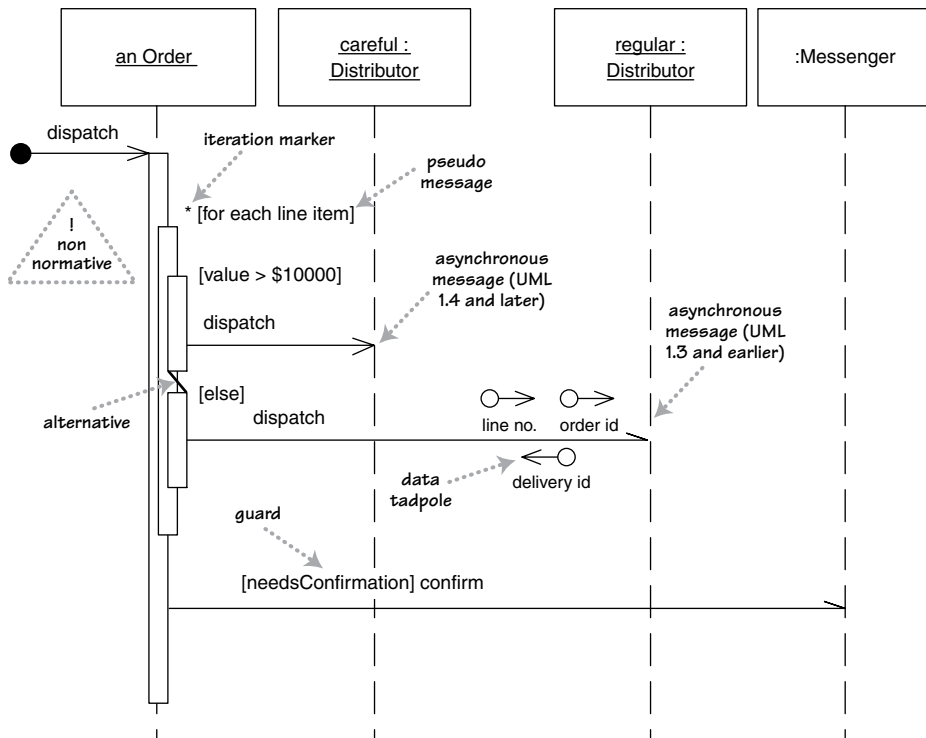 an Order
careful :
Distributor
regular :
Distributor
:Messenger
dispatch
iteration marker
pseudo
message
* [for each line item]
!
non
normative
[value > $10000]
asynchronous
message (UML
1.4 and later)
dispatch
asynchronous
message (UML
1.3 and earlier)
[else]
alternative
dispatch
line no.
order id
data
tadpole
delivery id
guard
[needsConfirmation] confirm